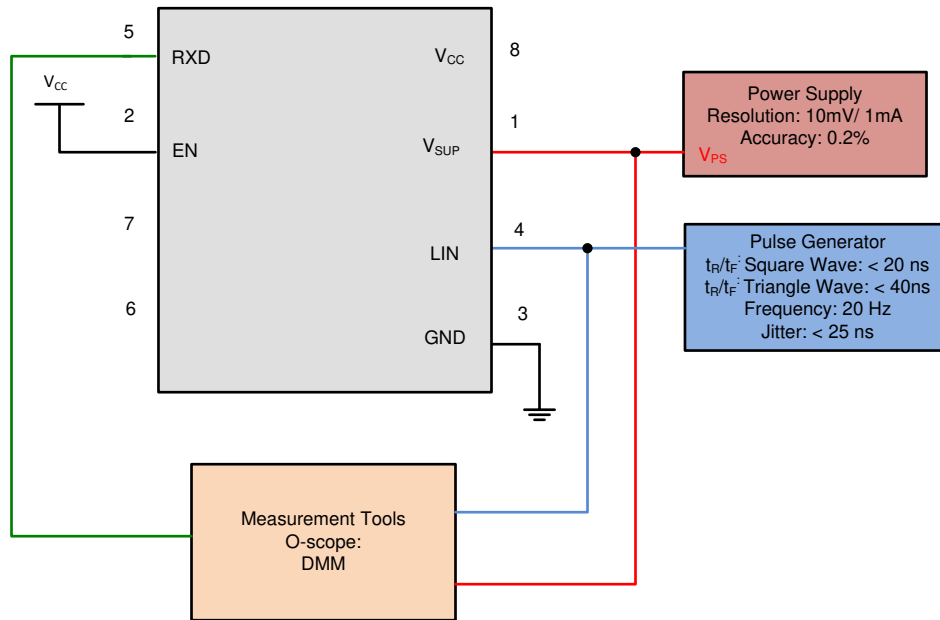 5
RXD
VCC
8
VCC
2
EN
1
VSUP
Power Supply
Resolution: 10mV/ 1mA
Accuracy: 0.2%
VPS
7
4
LIN
Pulse Generator
tR/tF: Square Wave: < 20 ns
tR/tF: Triangle Wave: < 40ns
Frequency: 20 Hz
Jitter: < 25 ns
6
3
GND
Measurement Tools
O-scope:
DMM